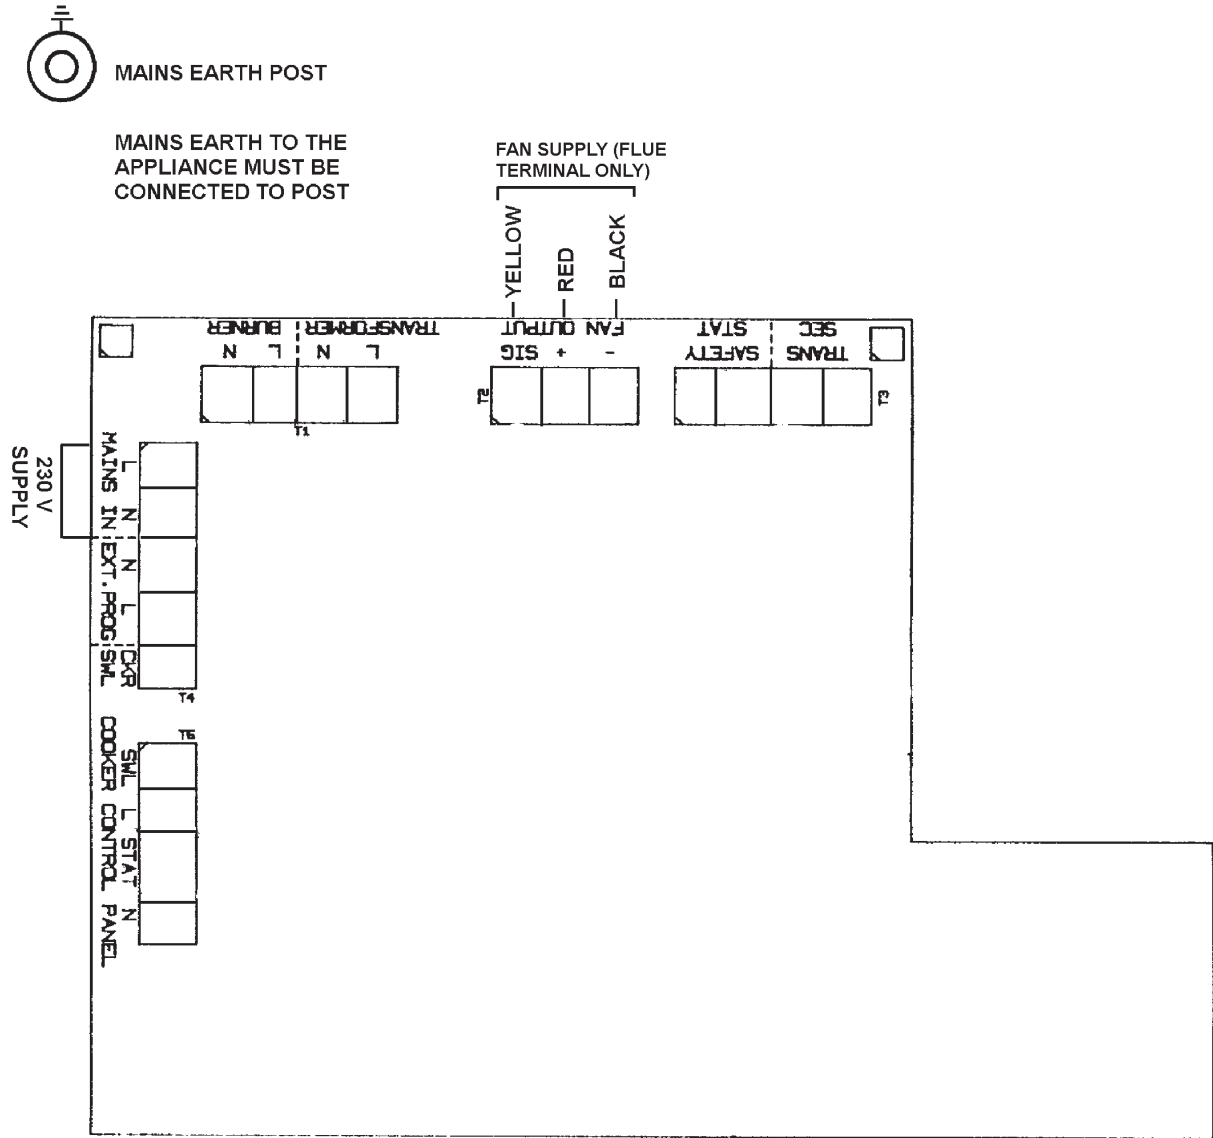 MAINS EARTH POST
MAINS EARTH TO THE
APPLIANCE MUST BE
CONNECTED TO POST
FAN SUPPLY (FLUE
TERMINAL ONLY)
YELLOW
RED
BLACK
BURNER
TRANSFORMER
N
L
N
L
T1
FAN OUTPUT
SIG
+
-
T2
STAT
SAFETY
SEC
TRANS
T3
230 V
SUPPLY
MAINS IN
L
N
EXT.PROG
N
L
SWL
CKR
T4
T5
COOKER CONTROL PANEL
SWL
L
STAT
N